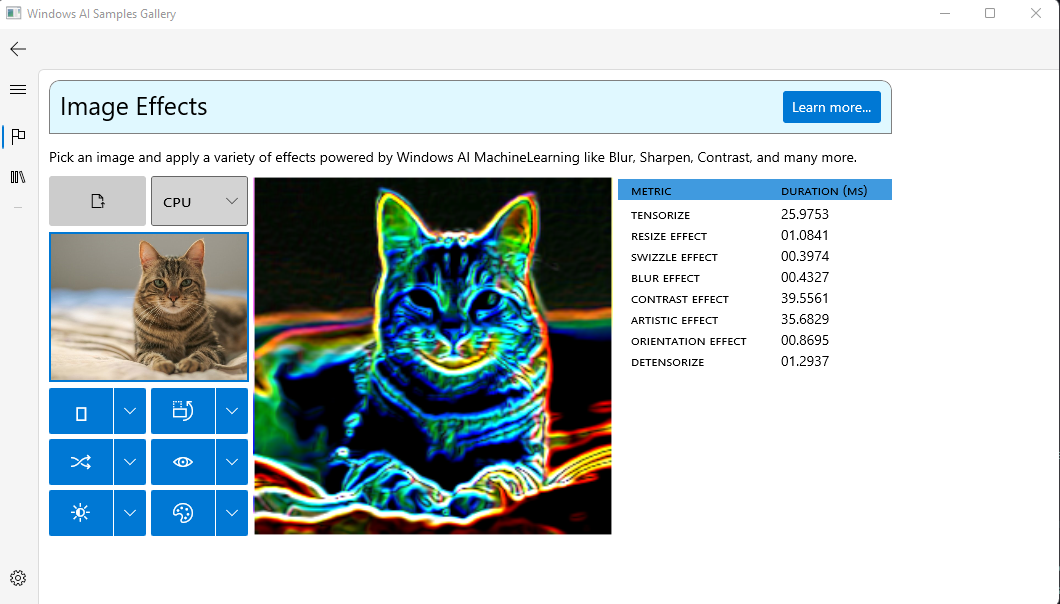 Windows AI Samples Gallery
Image Effects
Learn more...
Pick an image and apply a variety of effects powered by Windows AI MachineLearning like Blur, Sharpen, Contrast, and many more.
CPU
METRIC DURATION (MS)
TENSORIZE 25.9753
RESIZE EFFECT 01.0841
SWIZZLE EFFECT 00.3974
BLUR EFFECT 00.4327
CONTRAST EFFECT 39.5561
ARTISTIC EFFECT 35.6829
ORIENTATION EFFECT 00.8695
DETENSORIZE 01.2937